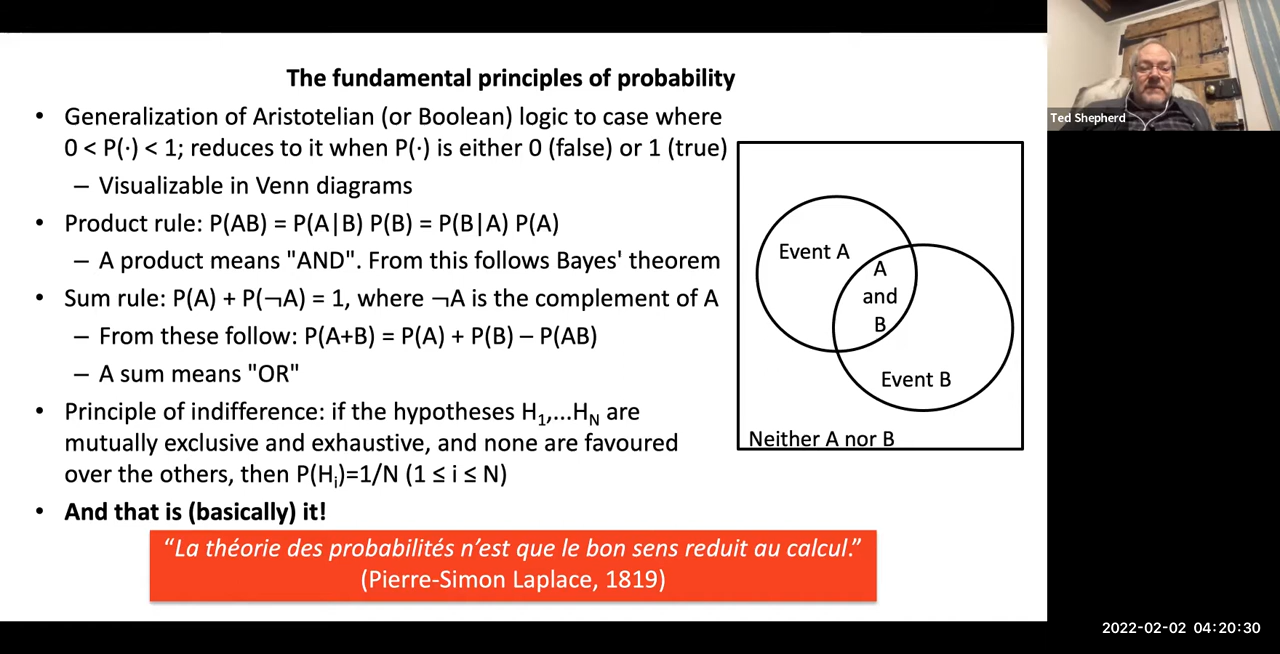 The fundamental principles of probability
• Generalization of Aristotelian (or Boolean) logic to case where
0 < P(·) < 1; reduces to it when P(·) is either 0 (false) or 1 (true)
– Visualizable in Venn diagrams
• Product rule: P(AB) = P(A|B) P(B) = P(B|A) P(A)
– A product means "AND". From this follows Bayes' theorem
• Sum rule: P(A) + P(¬A) = 1, where ¬A is the complement of A
– From these follow: P(A+B) = P(A) + P(B) – P(AB)
– A sum means "OR"
• Principle of indifference: if the hypotheses H₁,...Hɴ are
mutually exclusive and exhaustive, and none are favoured
over the others, then P(Hᵢ)=1/N (1 ≤ i ≤ N)
• And that is (basically) it!
“La théorie des probabilités n’est que le bon sens reduit au calcul.”
(Pierre-Simon Laplace, 1819)
Event A
A
and
B
Event B
Neither A nor B
Ted Shepherd
2022-02-02 04:20:30